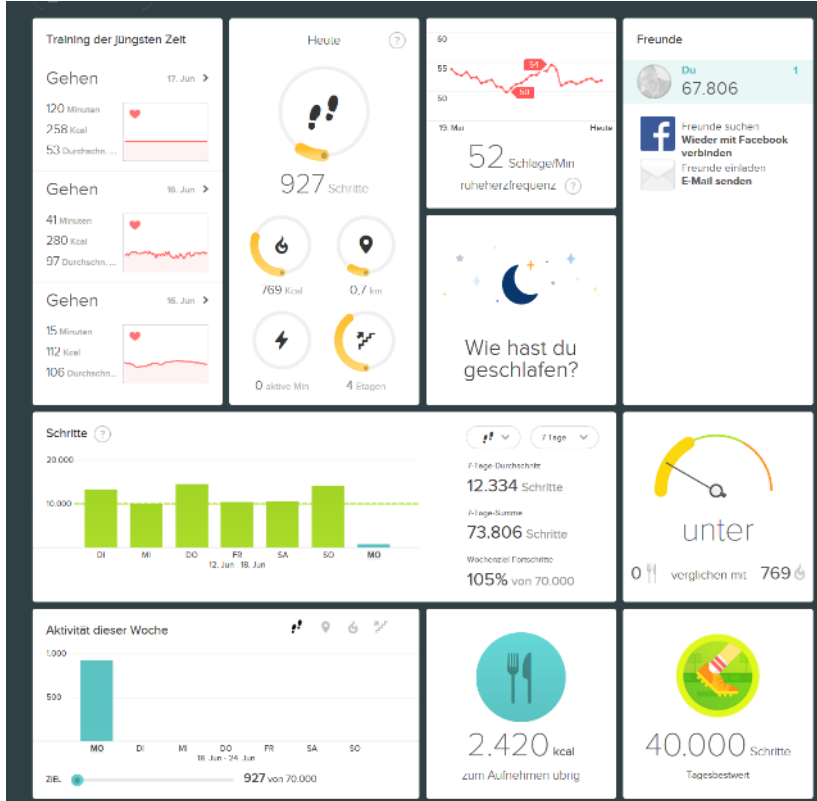 Training der jüngsten Zeit
Gehen
17. Jun
120 Minuten
258 Kcal
53 Durchschn. ...
Gehen
16. Jun
41 Minuten
280 Kcal
97 Durchschn. ...
Gehen
16. Jun
15 Minuten
112 Kcal
106 Durchschn...
Heute
?
927 Schritte
769 Kcal
0,7 km
0 aktive Min
4 Etagen
60
55
50
54
50
19. Mai
Heute
52 Schläge/Min
ruheherzfrequenz ?
Wie hast du
geschlafen?
Freunde
Du
1
67.806
f
Freunde suchen
Wieder mit Facebook
verbinden
Freunde einladen
E-Mail senden
Schritte ?
20.000
10.000
DI MI DO FR SA SO MO
12. Jun 18. Jun
7 Tage
7-Tage-Durchschnitt
12.334 Schritte
7-Tage-Summe
73.806 Schritte
Wochenziel Fortschritte
105% von 70.000
unter
0 verglichen mit 769
Aktivität dieser Woche
1.000
500
MO DI MI DO FR SA SO
18. Jun - 24. Jun
ZIEL
927 von 70.000
2.420 kcal
zum Aufnehmen übrig
40.000 Schritte
Tagesbestwert